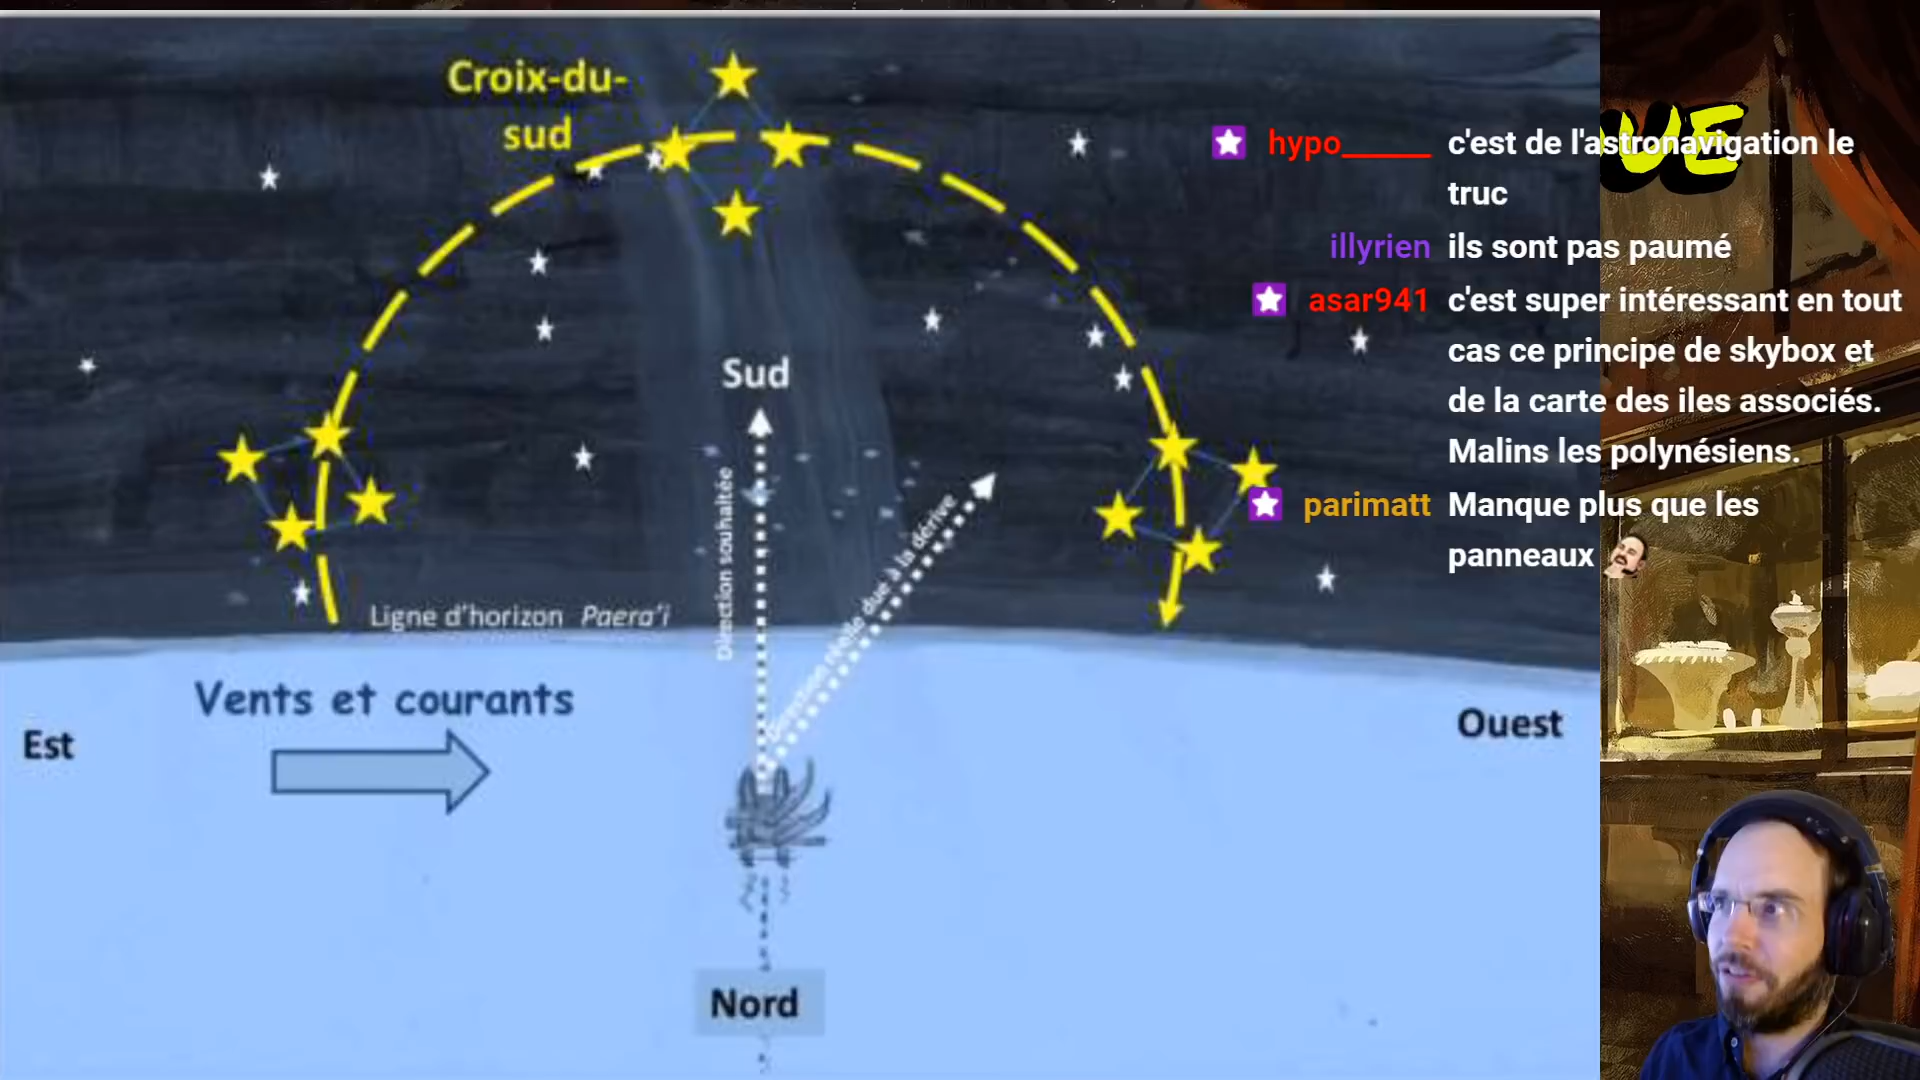 Croix-du-
sud
Sud
Direction souhaitée
Direction réelle due à la dérive
Ligne d'horizon Paera'i
Vents et courants
Est
Ouest
Nord
UE
hypo______ c'est de l'astronavigation le
truc
illyrien ils sont pas paumé
asar941 c'est super intéressant en tout
cas ce principe de skybox et
de la carte des iles associés.
Malins les polynésiens.
parimatt Manque plus que les
panneaux